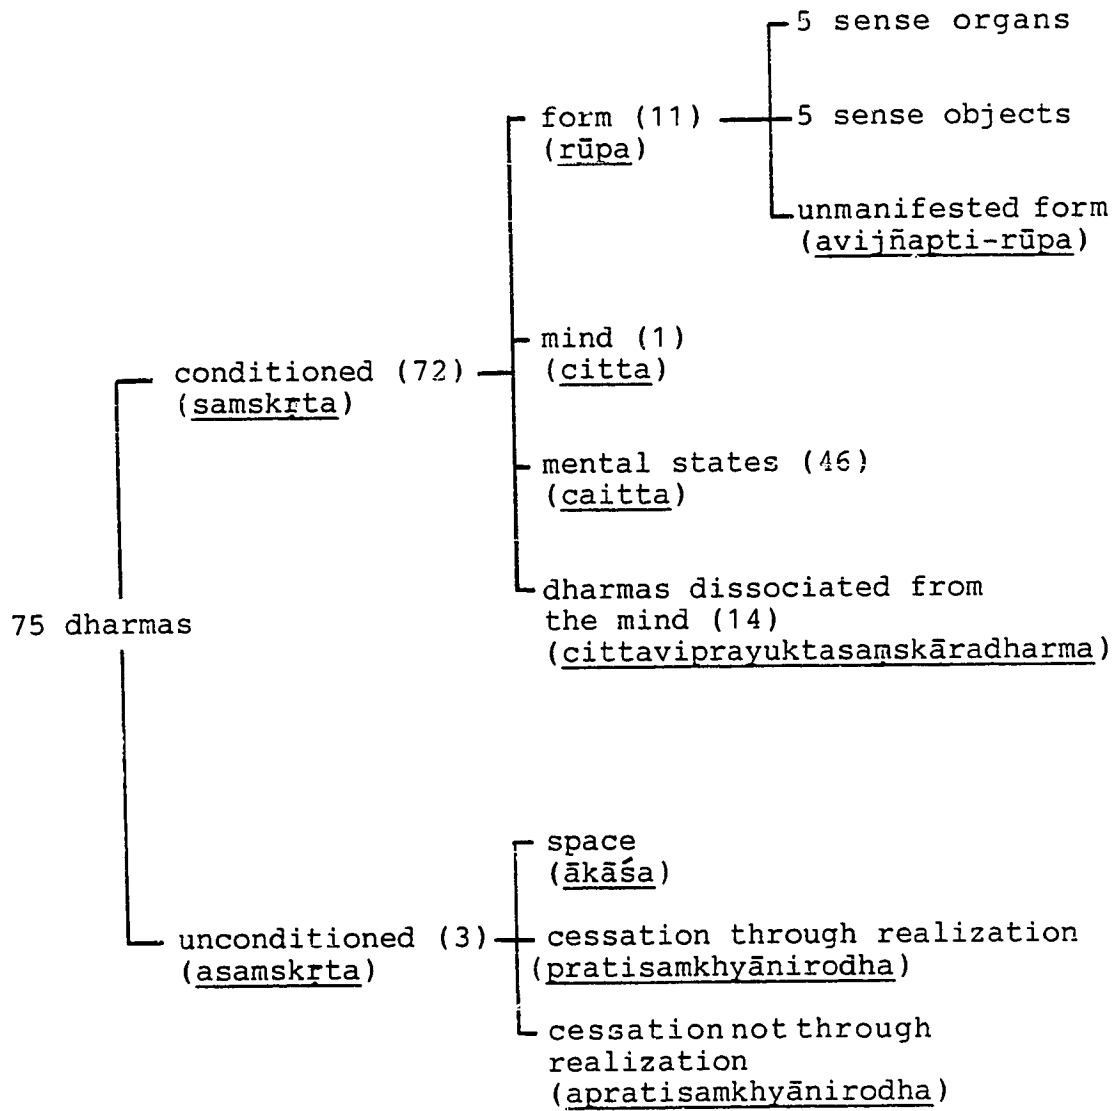 5 sense organs
form (11)
(rūpa)
5 sense objects
unmanifested form
(avijñapti-rūpa)
mind (1)
(citta)
conditioned (72)
(samskṛta)
mental states (46)
(caitta)
dharmas dissociated from
the mind (14)
(cittaviprayuktasaṃskāradharma)
75 dharmas
space
(ākāśa)
unconditioned (3)
(asamskṛta)
cessation through realization
(pratisamkhyānirodha)
cessation not through
realization
(apratisamkhyānirodha)